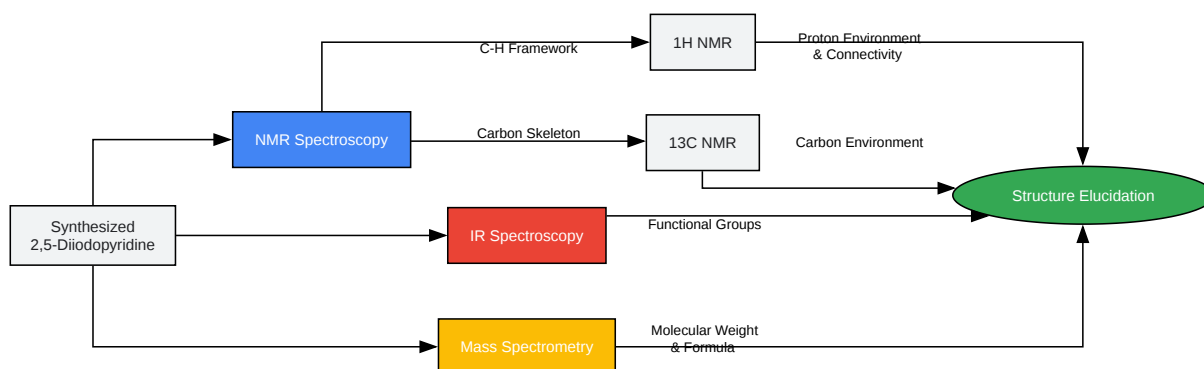 1H NMR
Proton Environment
& Connectivity
C-H Framework
NMR Spectroscopy
Carbon Skeleton
13C NMR
Carbon Environment
Structure Elucidation
Synthesized
2,5-Diiodopyridine
IR Spectroscopy
Functional Groups
Mass Spectrometry
Molecular Weight
& Formula